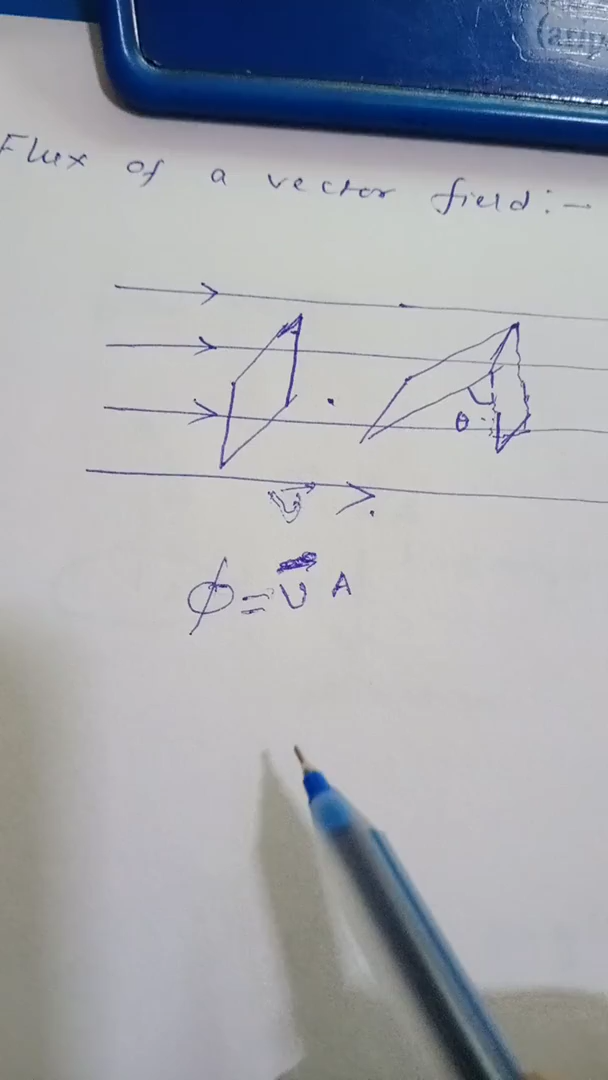 Flux of a vector field:-
θ
v⃗
ϕ = v A